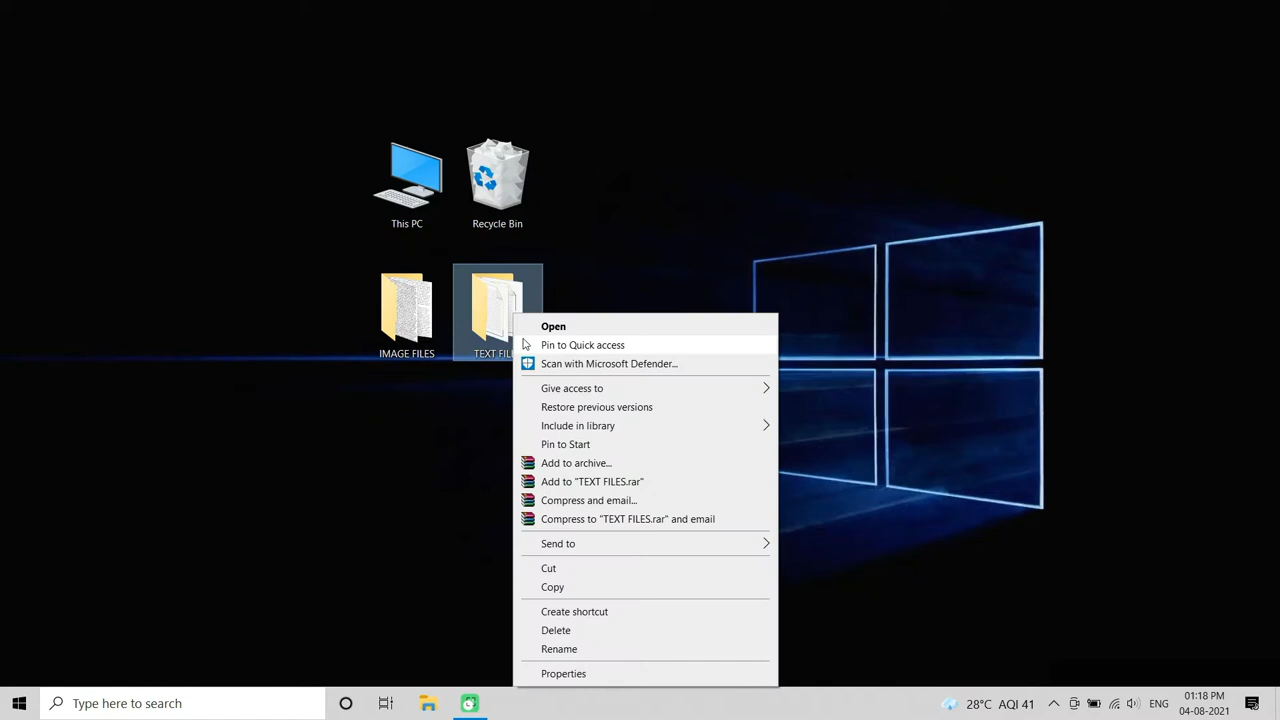 This PC
Recycle Bin
IMAGE FILES
TEXT FIL
Open
Pin to Quick access
Scan with Microsoft Defender...
Give access to
Restore previous versions
Include in library
Pin to Start
Add to archive...
Add to "TEXT FILES.rar"
Compress and email...
Compress to "TEXT FILES.rar" and email
Send to
Cut
Copy
Create shortcut
Delete
Rename
Properties
Type here to search
28°C AQI 41
ENG
01:18 PM
04-08-2021